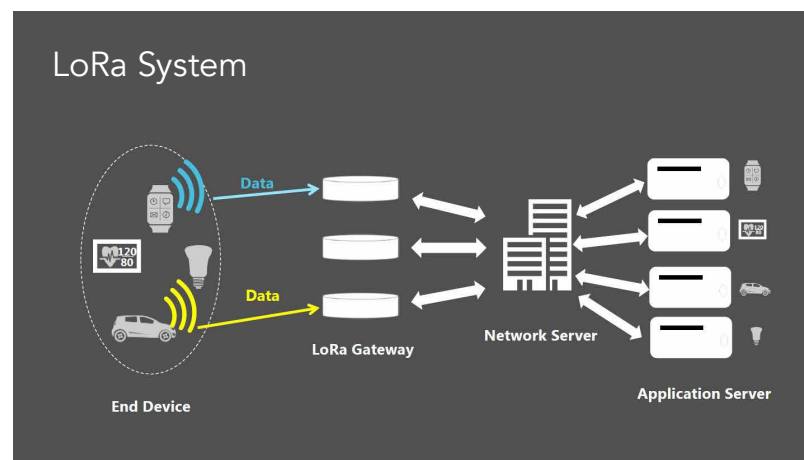 LoRa System
Data
120
80
Data
LoRa Gateway
Network Server
End Device
120
80
Application Server